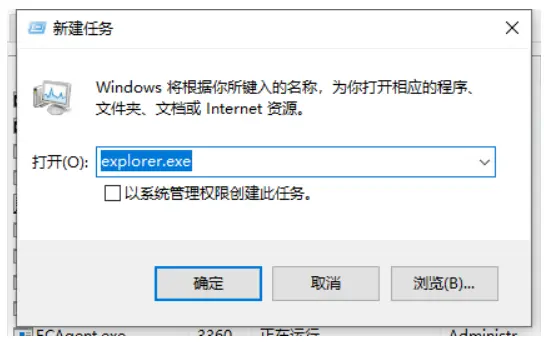 新建任务
Windows 将根据你所键入的名称，为你打开相应的程序、
文件夹、文档或 Internet 资源。
打开(O): explorer.exe
以系统管理权限创建此任务。
确定 取消 浏览(B)...
ECAgent.exe 3360 正在运行 Administr